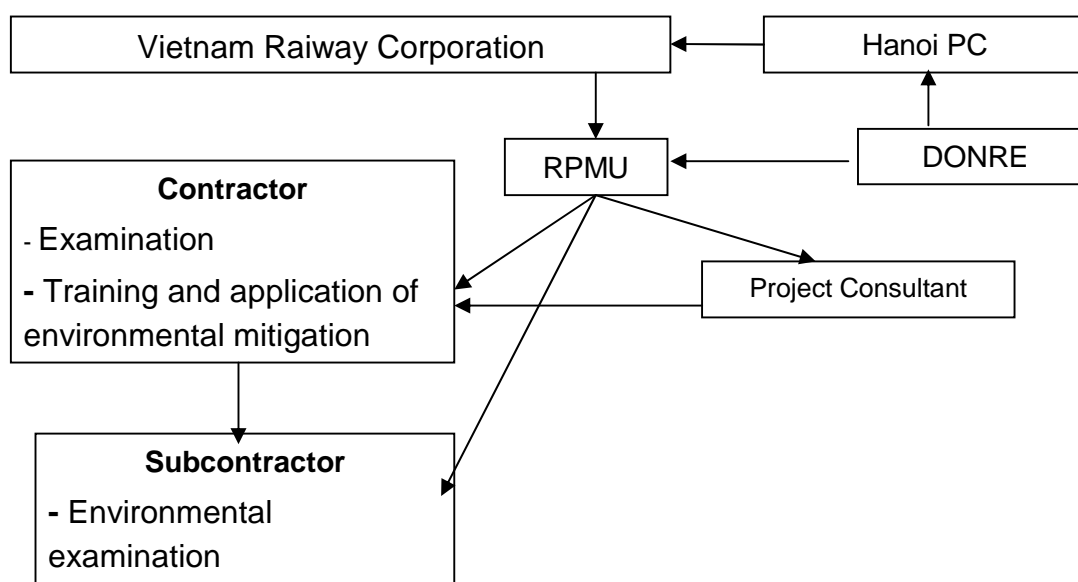 Vietnam Raiway Corporation
Hanoi PC
DONRE
RPMU
Contractor
- Examination
- Training and application of
environmental mitigation
Project Consultant
Subcontractor
- Environmental
examination